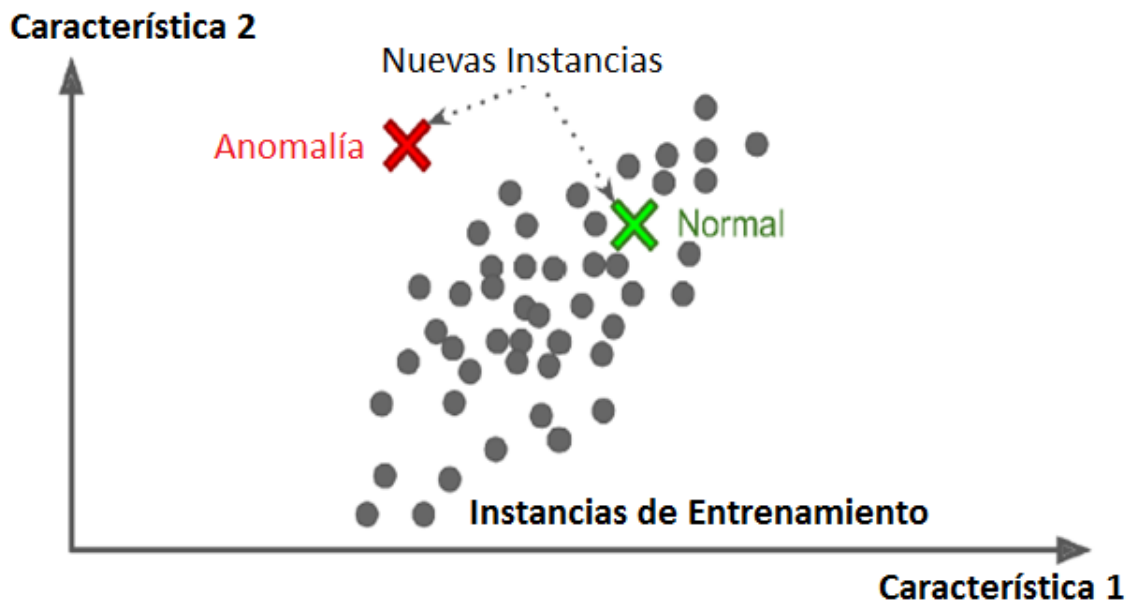 Característica 2
Nuevas Instancias
Anomalía
Normal
Instancias de Entrenamiento
Característica 1